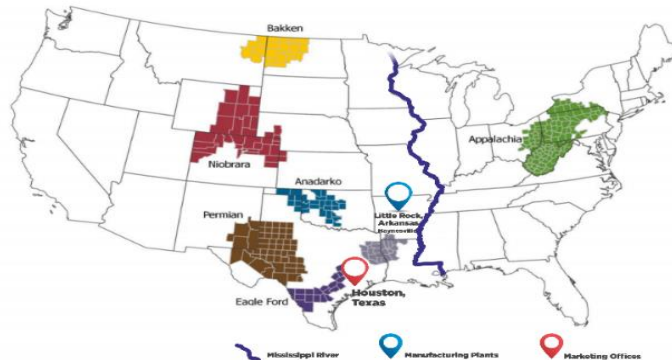 Bakken
Appalachia
Niobrara
Anadarko
Little Rock,
Arkansas
Haynesville
Permian
Houston,
Texas
Eagle Ford
Mississippi River
Manufacturing Plants
Marketing Offices